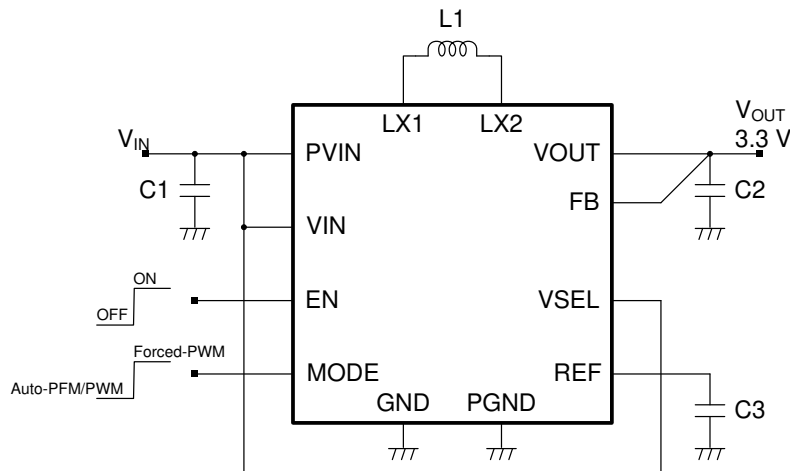 L1
LX1 LX2
V_IN
PVIN
VOUT
V_OUT
3.3 V
C1
C2
FB
VIN
ON
OFF
EN
VSEL
Forced-PWM
Auto-PFM/PWM
MODE
REF
GND PGND
C3